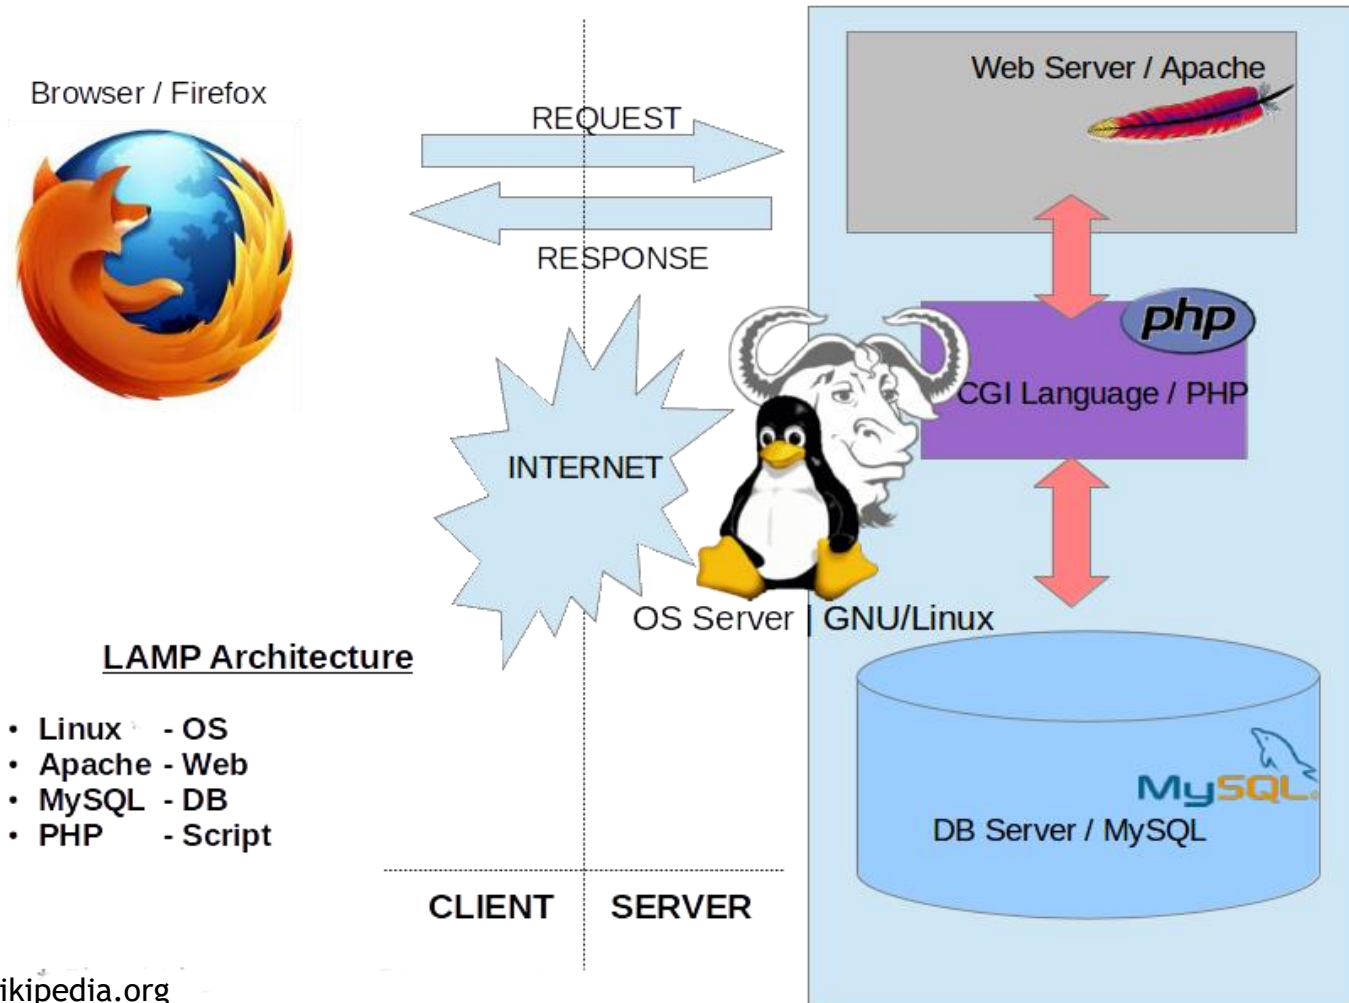 Browser / Firefox
REQUEST
RESPONSE
INTERNET
Web Server / Apache
php
CGI Language / PHP
OS Server | GNU/Linux
MySQL
DB Server / MySQL
LAMP Architecture
• Linux - OS
• Apache - Web
• MySQL - DB
• PHP - Script
CLIENT SERVER
ikipedia.org